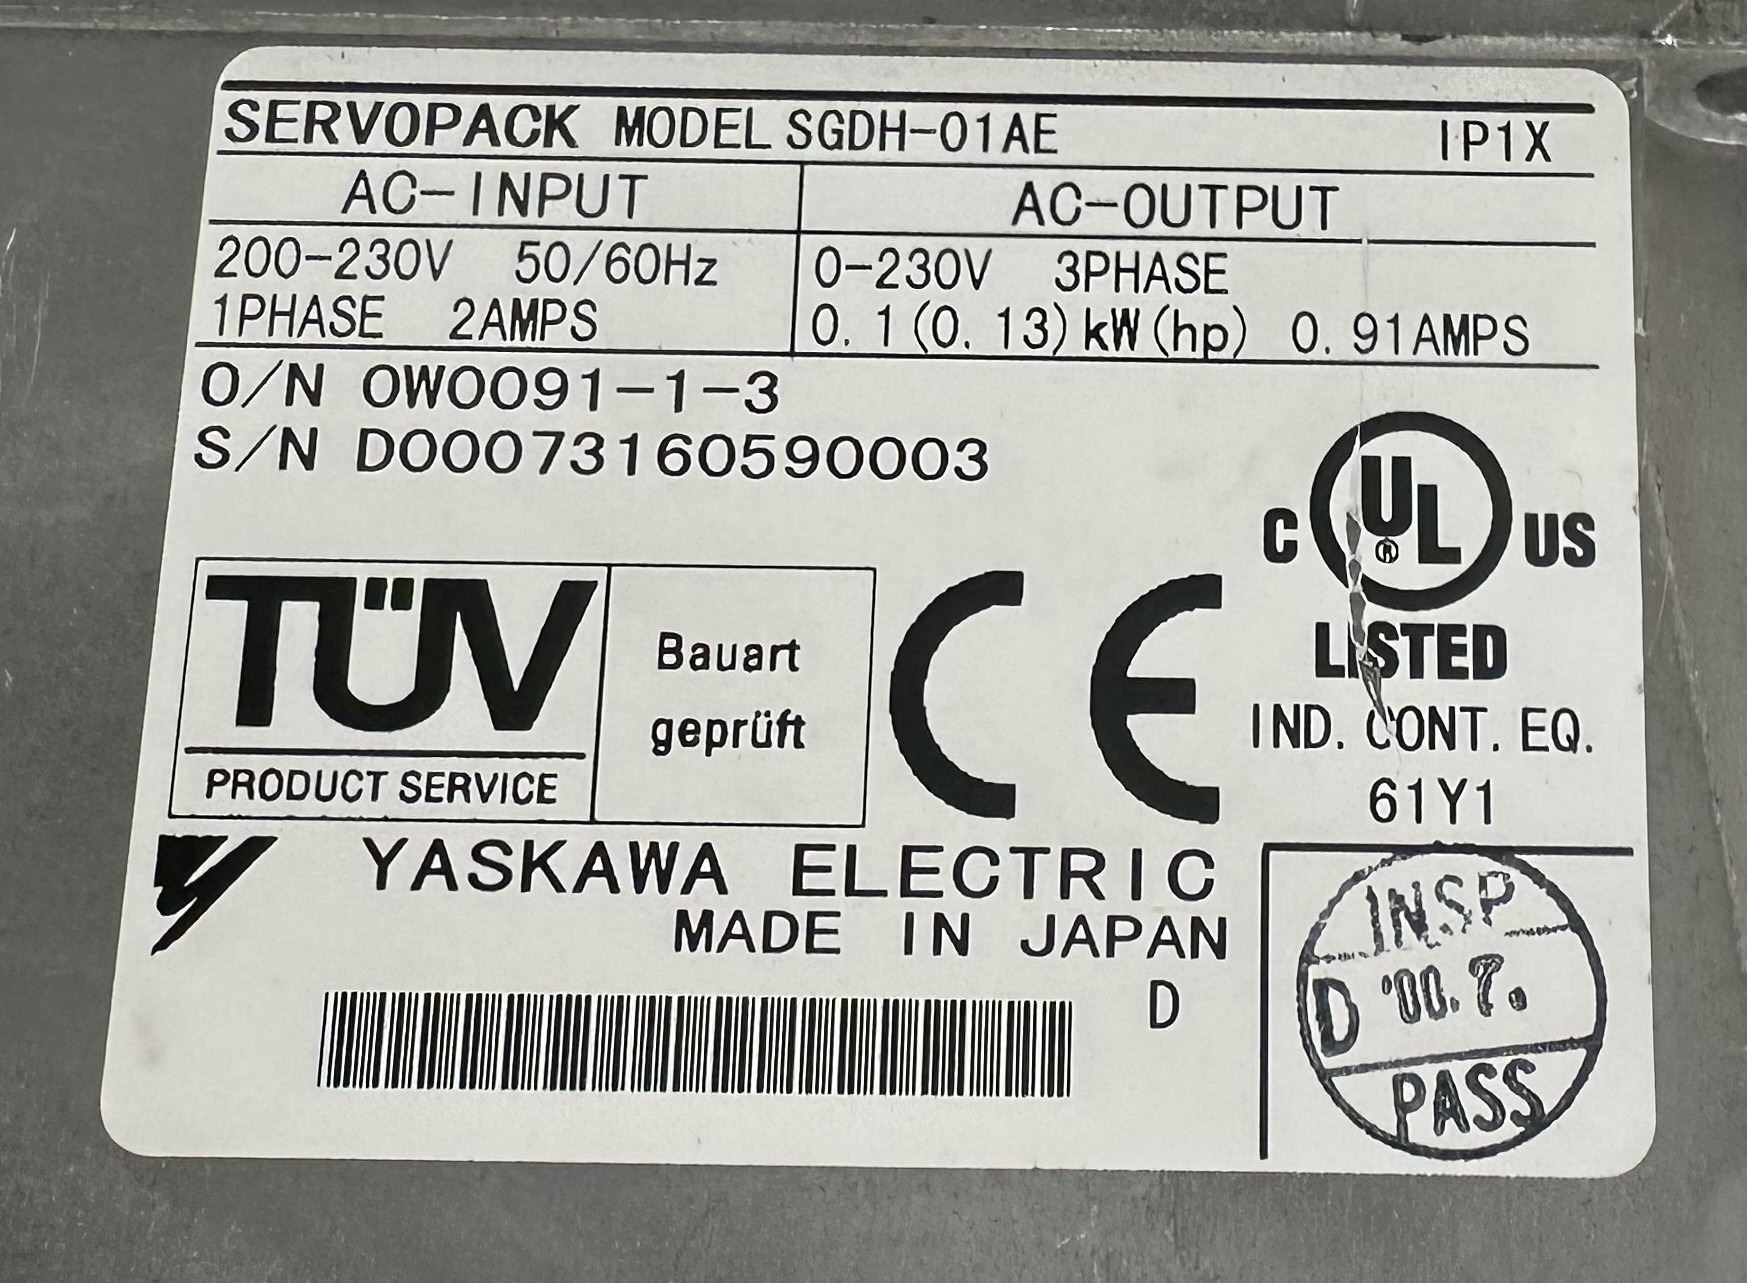 SERVOPACK MODEL SGDH-01AE IP1X
AC-INPUT AC-OUTPUT
200-230V 50/60Hz 0-230V 3PHASE
1PHASE 2AMPS 0.1(0.13)kW(hp) 0.91AMPS
O/N 0W0091-1-3
S/N D00073160590003
C UL® US
LISTED
IND. CONT. EQ.
61Y1
TÜV
PRODUCT SERVICE
Bauart
geprüft
CE
YASKAWA ELECTRIC
MADE IN JAPAN
D
INSP
D '00.7.
PASS